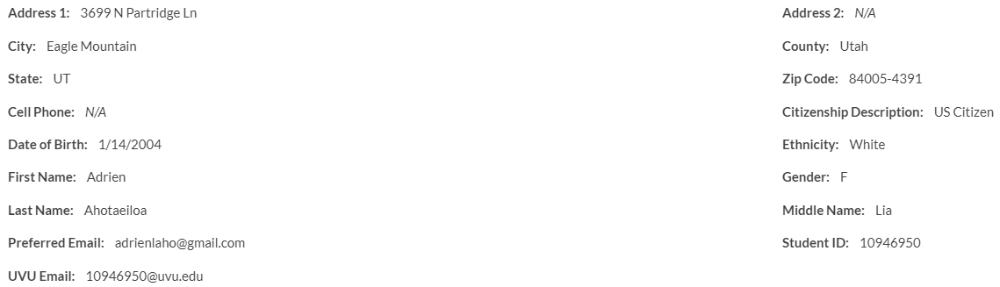 Address 1: 3699 N Partridge Ln
Address 2: N/A
City: Eagle Mountain
County: Utah
State: UT
Zip Code: 84005-4391
Cell Phone: N/A
Citizenship Description: US Citizen
Date of Birth: 1/14/2004
Ethnicity: White
First Name: Adrien
Gender: F
Last Name: Ahotaeiloa
Middle Name: Lia
Preferred Email: adrienlaho@gmail.com
Student ID: 10946950
UVU Email: 10946950@uvu.edu